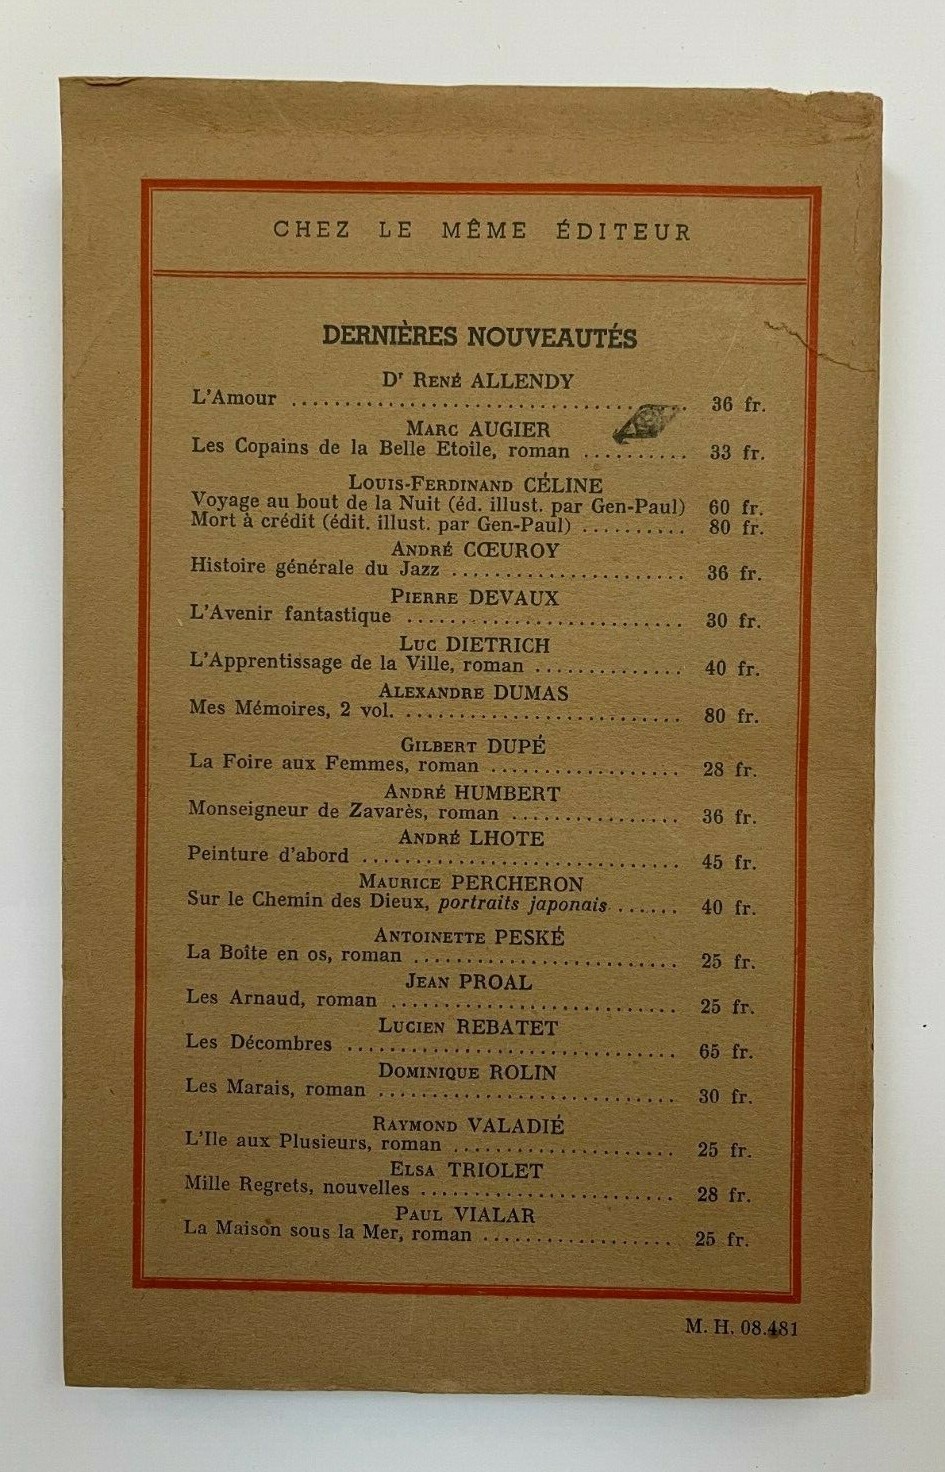 CHEZ LE MÊME ÉDITEUR
DERNIÈRES NOUVEAUTÉS
Dr René ALLENDY
L'Amour ........................................ 36 fr.
Marc AUGIER
Les Copains de la Belle Etoile, roman .......... 33 fr.
Louis-Ferdinand CÉLINE
Voyage au bout de la Nuit (éd. illust. par Gen-Paul) 60 fr.
Mort à crédit (édit. illust. par Gen-Paul) .......... 80 fr.
André CŒUROY
Histoire générale du Jazz ...................... 36 fr.
Pierre DEVAUX
L'Avenir fantastique .......................... 30 fr.
Luc DIETRICH
L'Apprentissage de la Ville, roman .............. 40 fr.
Alexandre DUMAS
Mes Mémoires, 2 vol. .......................... 80 fr.
Gilbert DUPÉ
La Foire aux Femmes, roman .................. 28 fr.
André HUMBERT
Monseigneur de Zavarès, roman ................ 36 fr.
André LHOTE
Peinture d'abord .............................. 45 fr.
Maurice PERCHERON
Sur le Chemin des Dieux, portraits japonais ...... 40 fr.
Antoinette PESKÉ
La Boîte en os, roman ......................... 25 fr.
Jean PROAL
Les Arnaud, roman ........................... 25 fr.
Lucien REBATET
Les Décombres ............................... 65 fr.
Dominique ROLIN
Les Marais, roman ............................ 30 fr.
Raymond VALADIÉ
L'Ile aux Plusieurs, roman ..................... 25 fr.
Elsa TRIOLET
Mille Regrets, nouvelles ........................ 28 fr.
Paul VIALAR
La Maison sous la Mer, roman .................. 25 fr.
M. H. 08.481